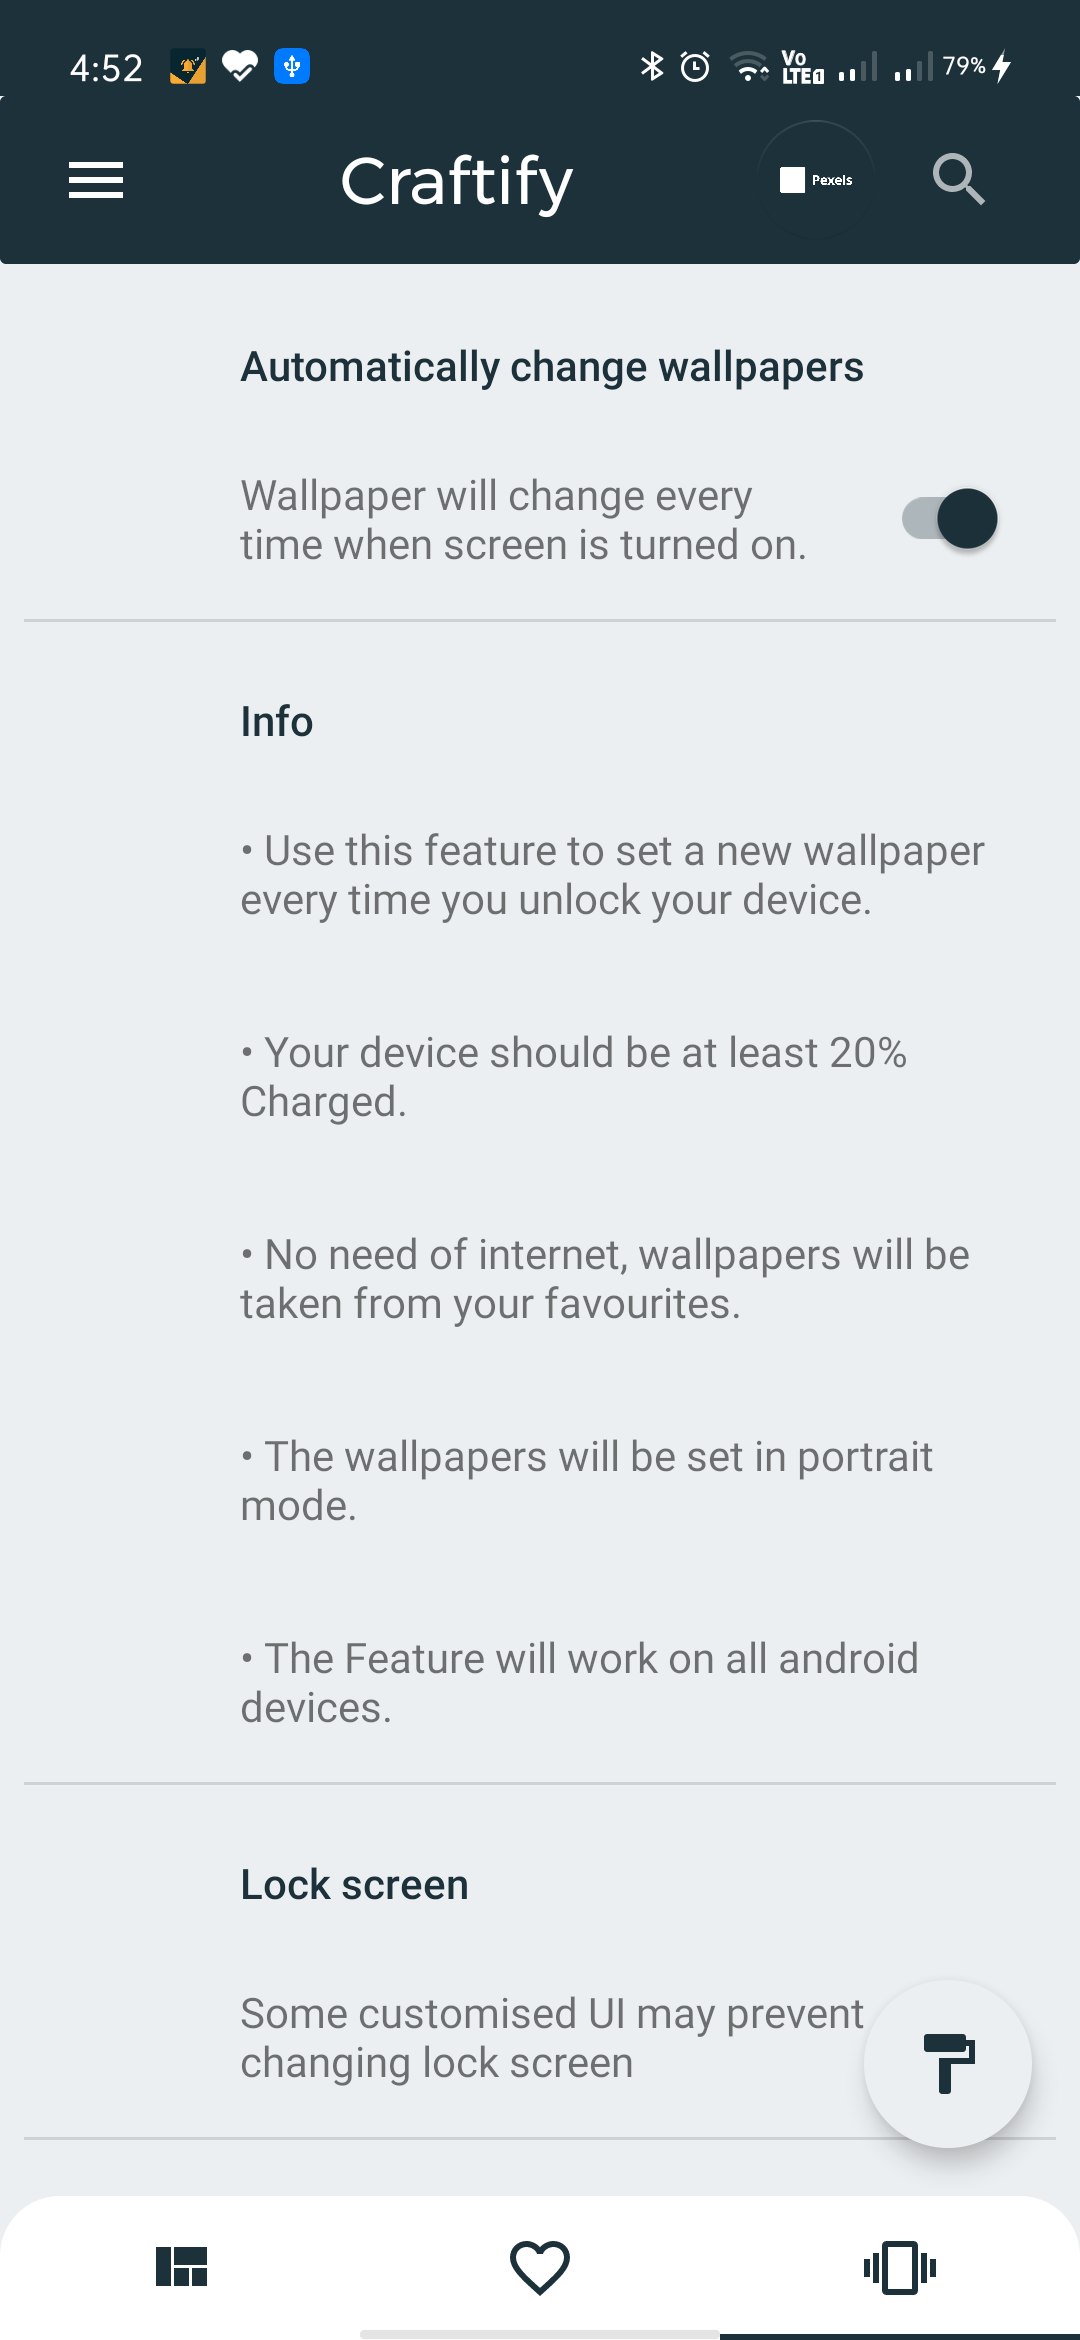 4:52
Vo
LTE1
79%
Craftify
Pexels
Automatically change wallpapers
Wallpaper will change every
time when screen is turned on.
Info
• Use this feature to set a new wallpaper
every time you unlock your device.
• Your device should be at least 20%
Charged.
• No need of internet, wallpapers will be
taken from your favourites.
• The wallpapers will be set in portrait
mode.
• The Feature will work on all android
devices.
Lock screen
Some customised UI may prevent
changing lock screen